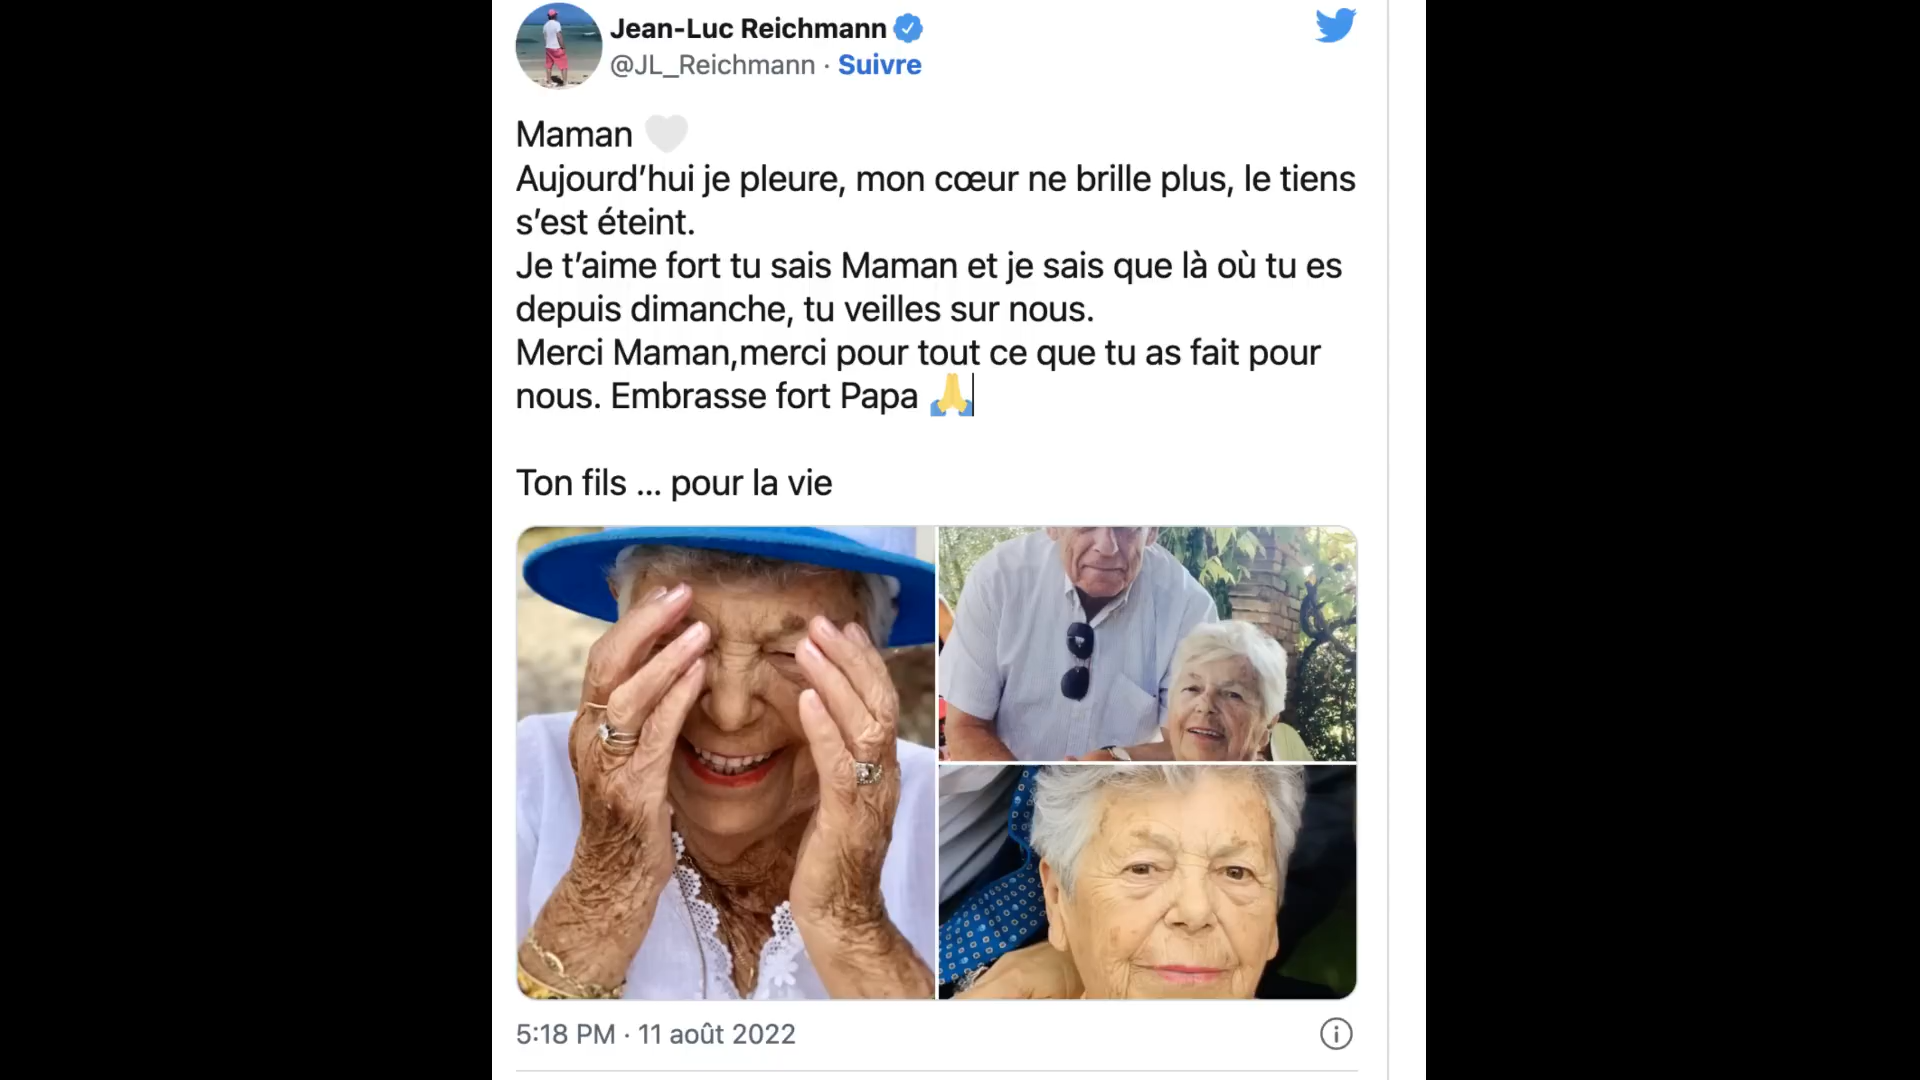 Jean-Luc Reichmann
@JL_Reichmann · Suivre
Maman 🤍
Aujourd’hui je pleure, mon cœur ne brille plus, le tiens
s’est éteint.
Je t’aime fort tu sais Maman et je sais que là où tu es
depuis dimanche, tu veilles sur nous.
Merci Maman,merci pour tout ce que tu as fait pour
nous. Embrasse fort Papa 🙏
Ton fils ... pour la vie
5:18 PM · 11 août 2022